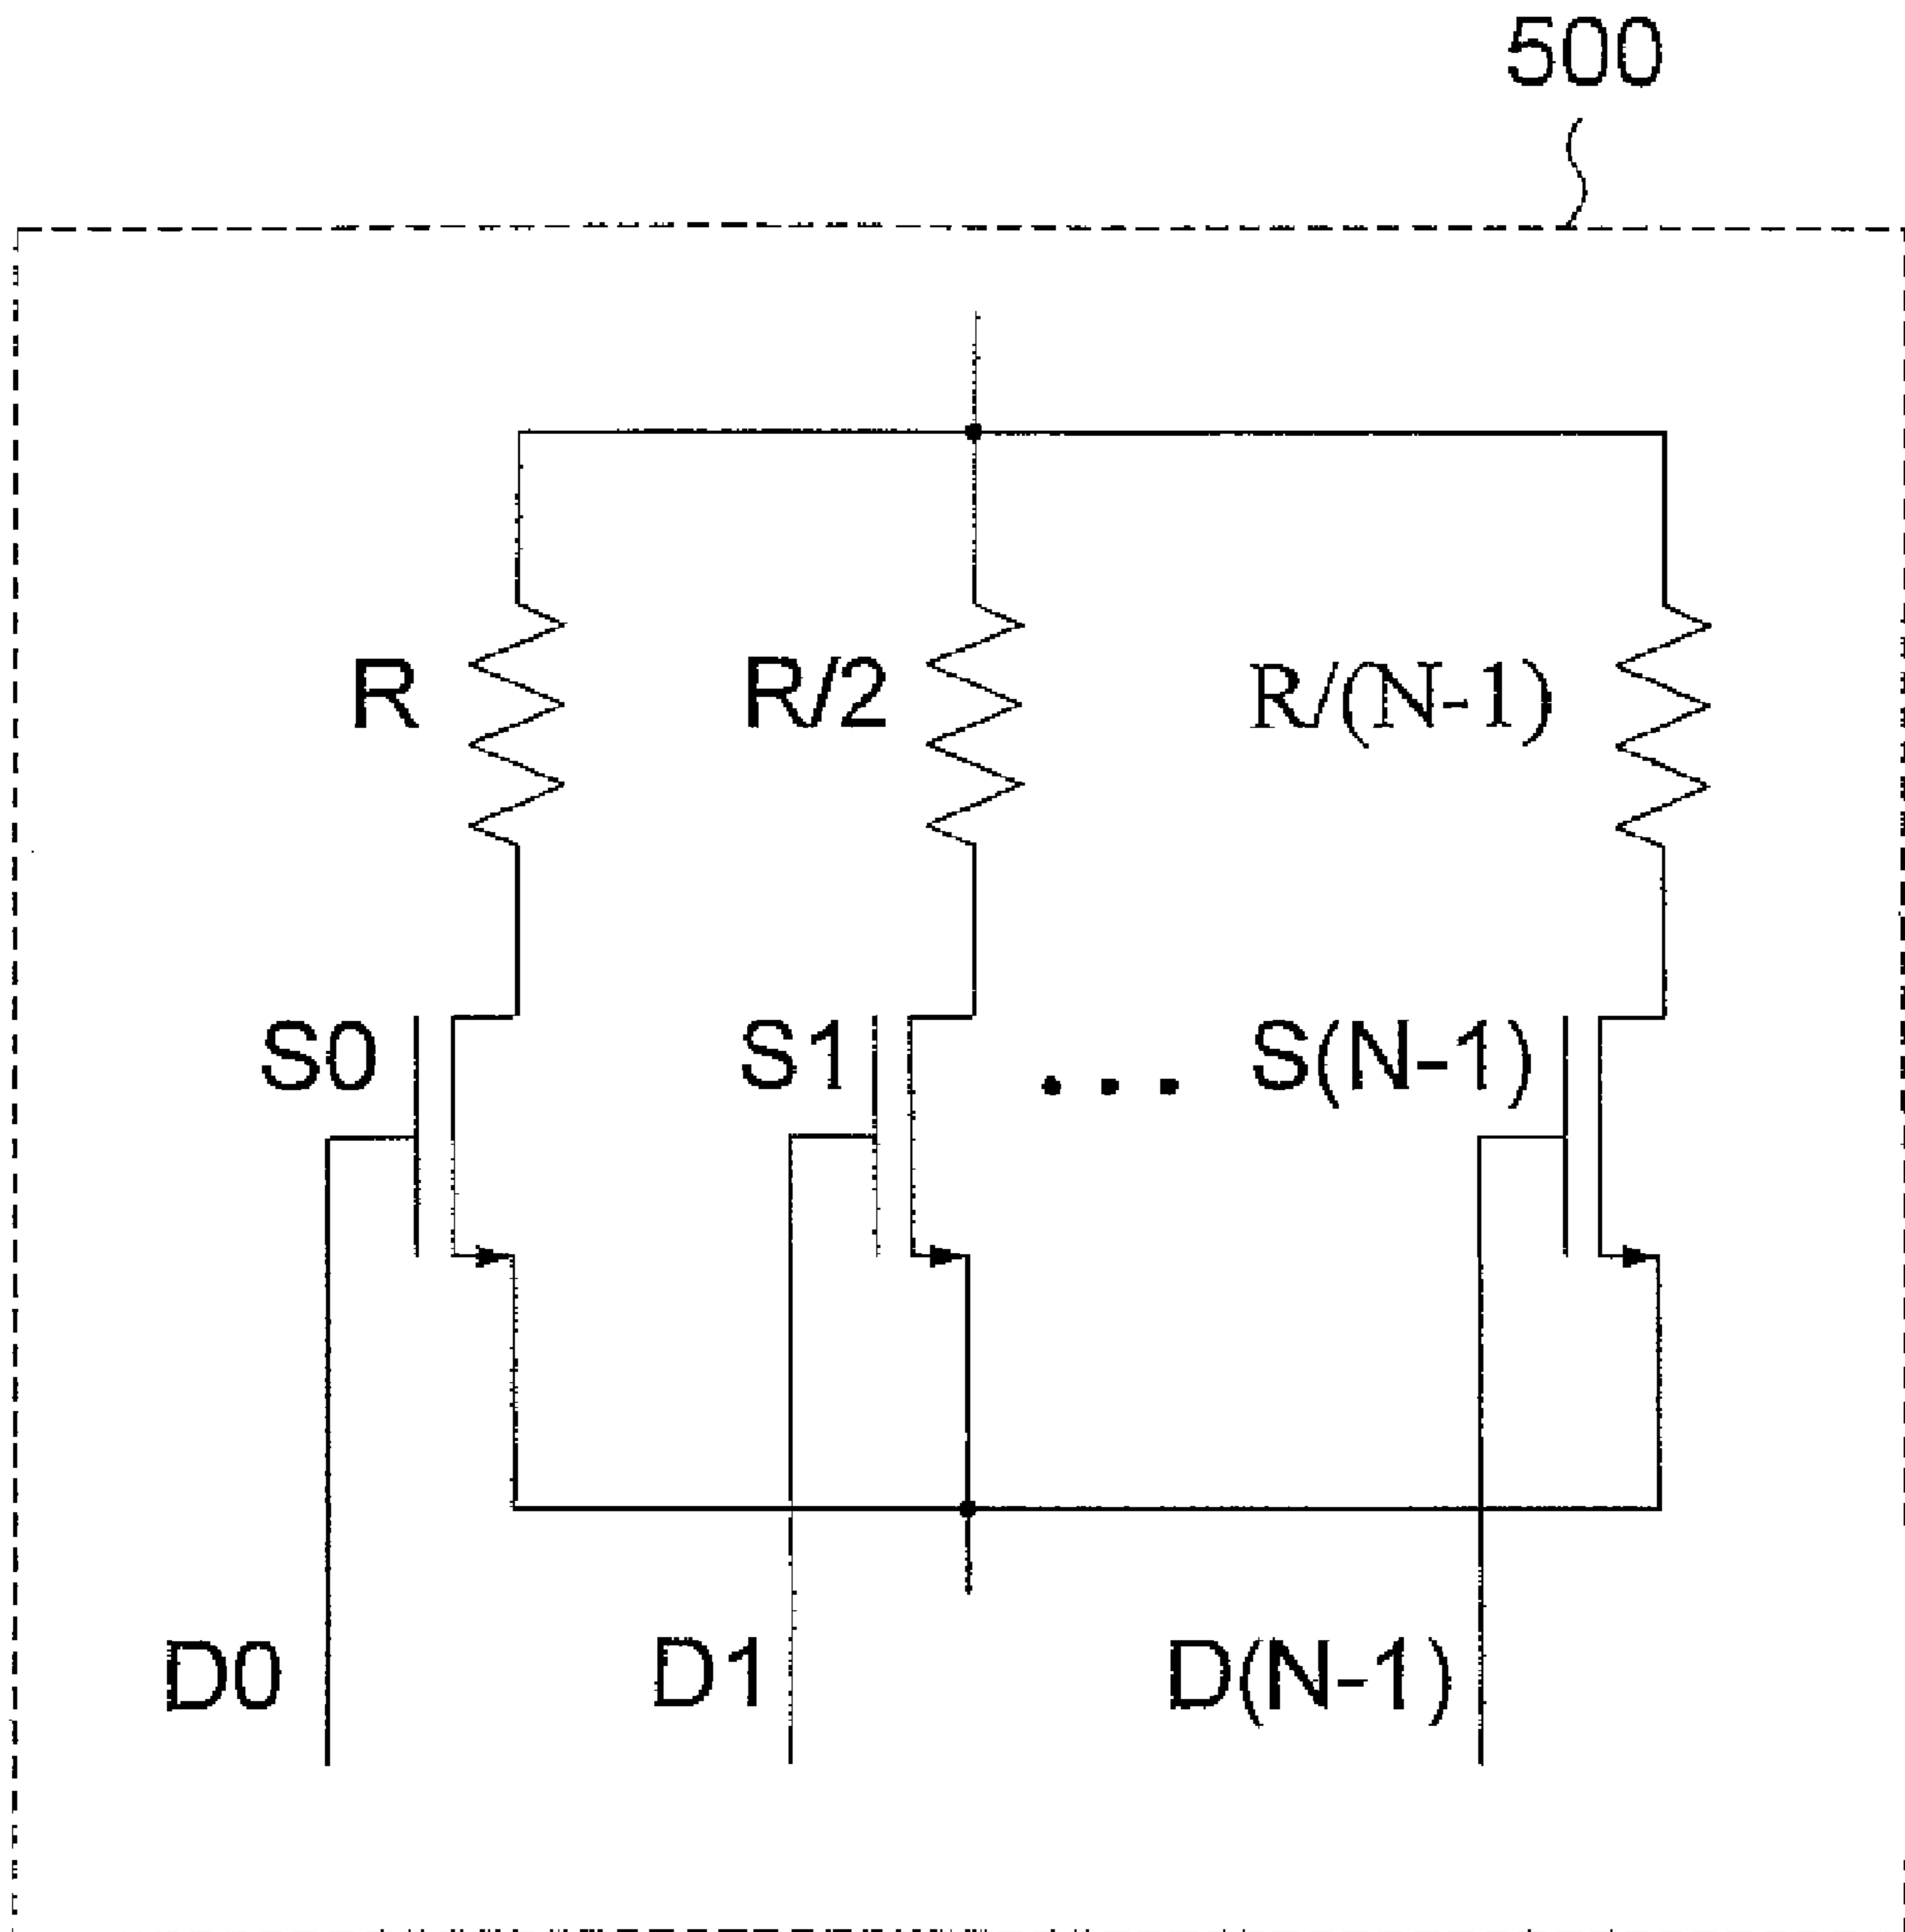 500
R
R/2
R/(N-1)
S0
S1
...
S(N-1)
D0
D1
D(N-1)